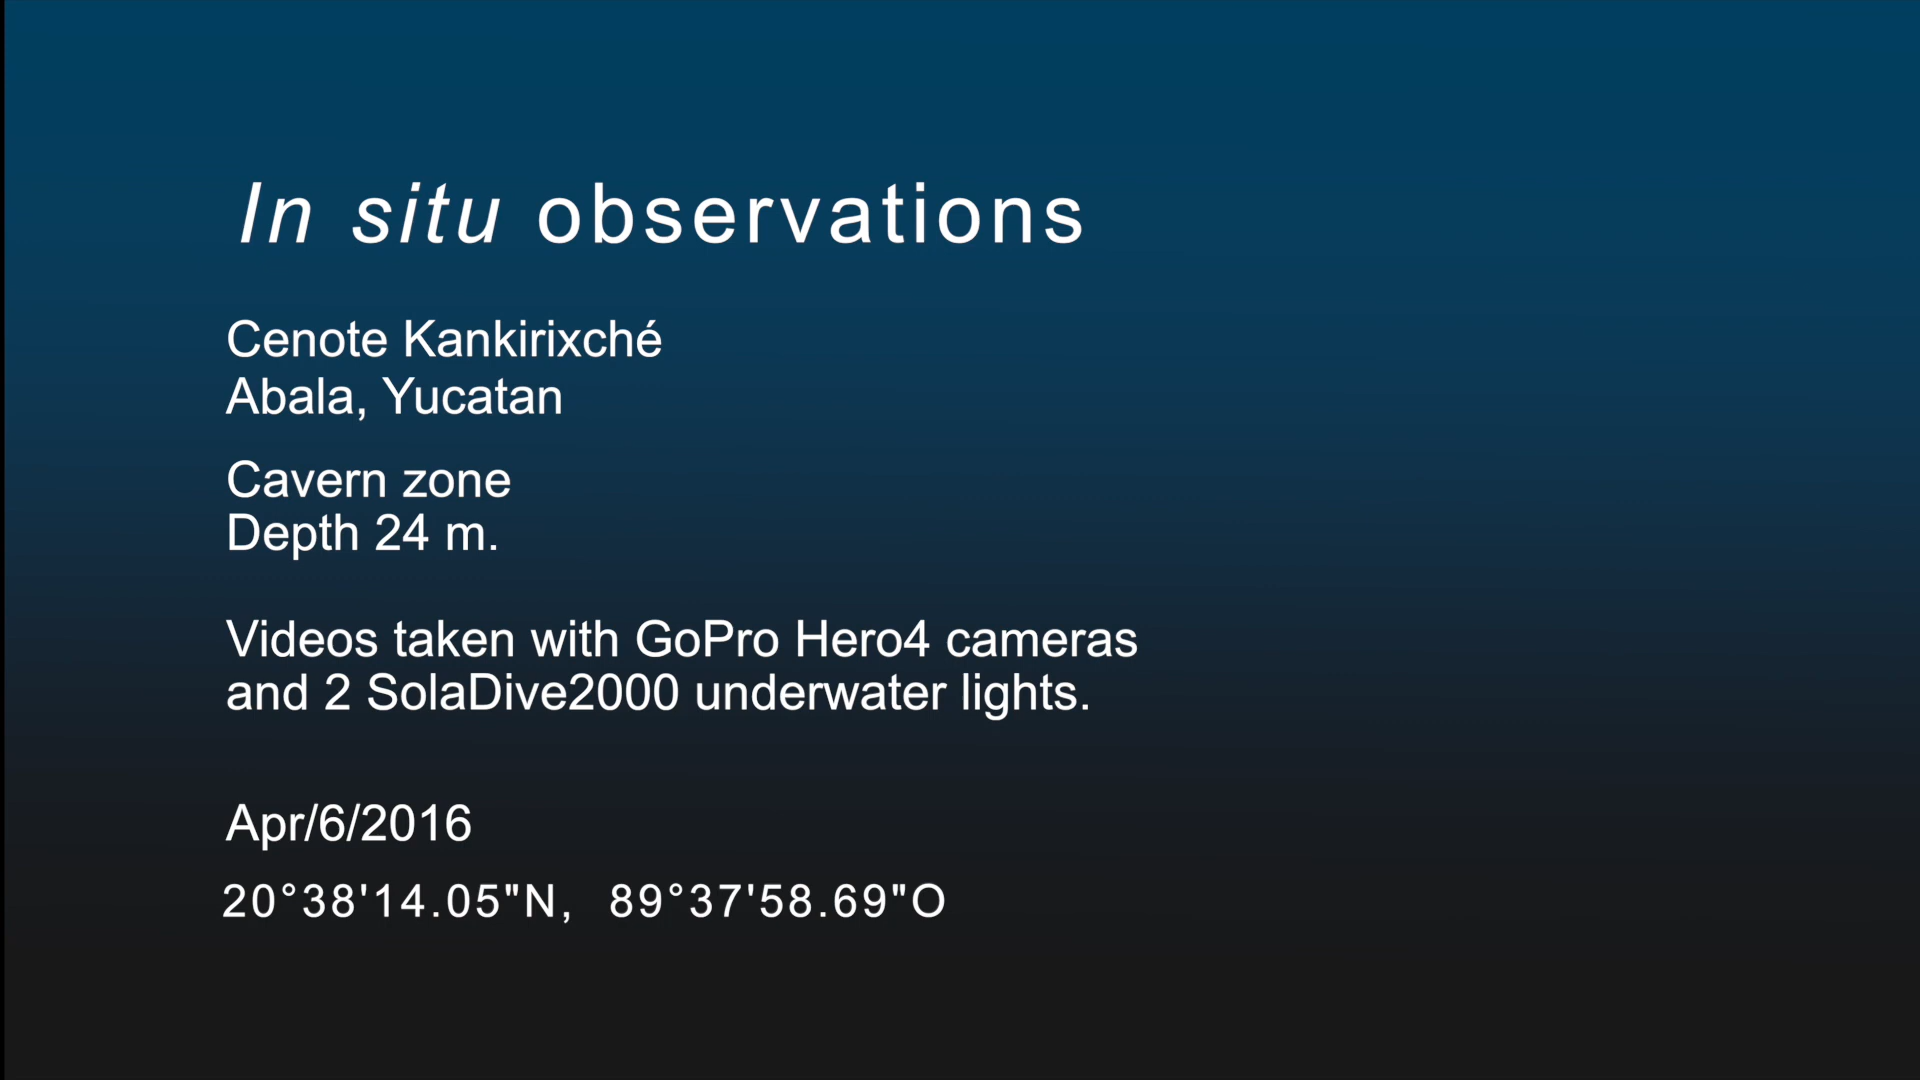 In situ observations
Cenote Kankirixché
Abala, Yucatan
Cavern zone
Depth 24 m.
Videos taken with GoPro Hero4 cameras
and 2 SolaDive2000 underwater lights.
Apr/6/2016
20°38'14.05"N, 89°37'58.69"O